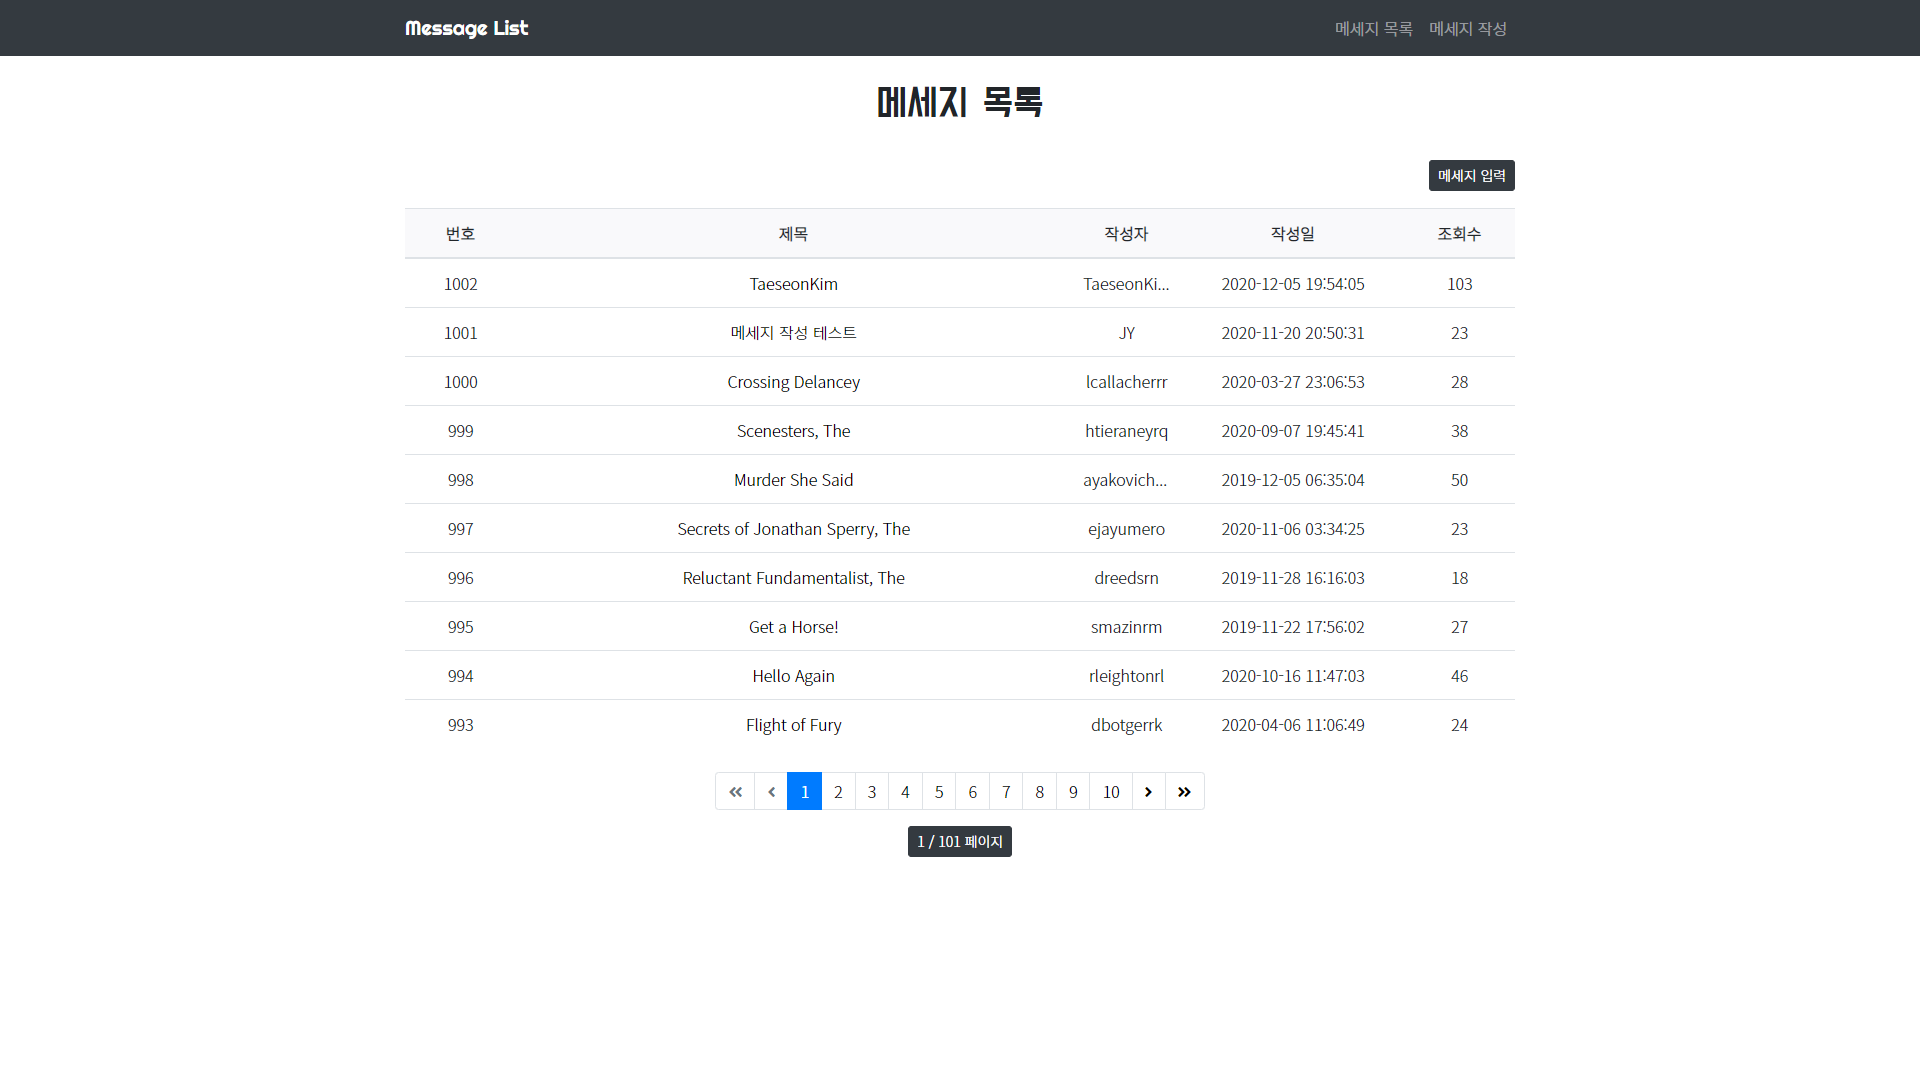 Message List 메세지 목록 메세지 작성
메세지 목록
메세지 입력
번호 제목 작성자 작성일 조회수
1002 TaeseonKim TaeseonKi... 2020-12-05 19:54:05 103
1001 메세지 작성 테스트 JY 2020-11-20 20:50:31 23
1000 Crossing Delancey lcallacherrr 2020-03-27 23:06:53 28
999 Scenesters, The htieraneyrq 2020-09-07 19:45:41 38
998 Murder She Said ayakovich... 2019-12-05 06:35:04 50
997 Secrets of Jonathan Sperry, The ejayumero 2020-11-06 03:34:25 23
996 Reluctant Fundamentalist, The dreedsrn 2019-11-28 16:16:03 18
995 Get a Horse! smazinrm 2019-11-22 17:56:02 27
994 Hello Again rleightonrl 2020-10-16 11:47:03 46
993 Flight of Fury dbotgerrk 2020-04-06 11:06:49 24
1 2 3 4 5 6 7 8 9 10
1 / 101 페이지